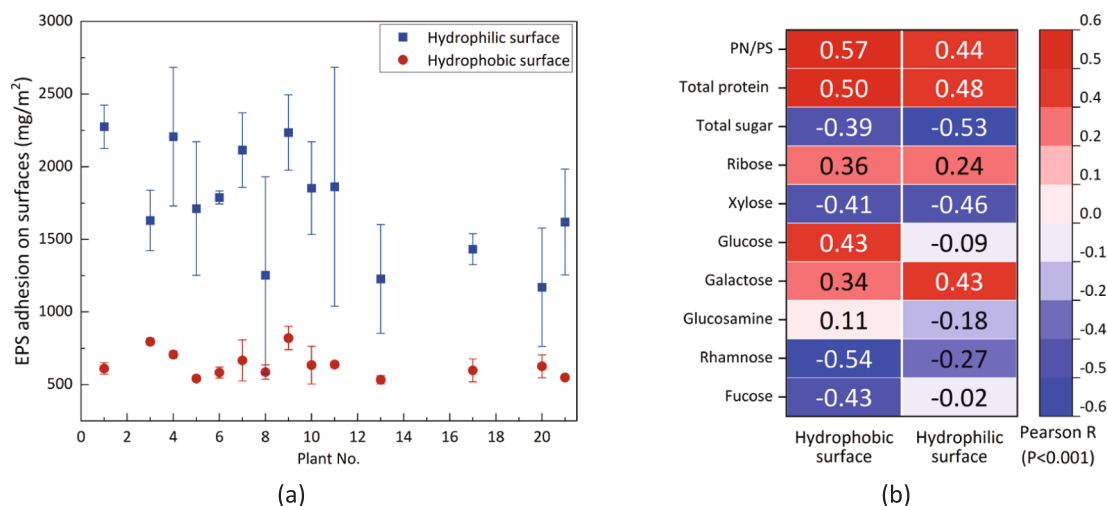 3000
2500
2000
1500
1000
500
EPS adhesion on surfaces (mg/m²)
Hydrophilic surface
Hydrophobic surface
0 2 4 6 8 10 12 14 16 18 20
Plant No.
(a)
PN/PS 0.57 0.44
Total protein 0.50 0.48
Total sugar -0.39 -0.53
Ribose 0.36 0.24
Xylose -0.41 -0.46
Glucose 0.43 -0.09
Galactose 0.34 0.43
Glucosamine 0.11 -0.18
Rhamnose -0.54 -0.27
Fucose -0.43 -0.02
Hydrophobic
surface
Hydrophilic
surface
0.6
0.5
0.4
0.2
0.1
0.0
-0.1
-0.2
-0.4
-0.5
-0.6
Pearson R
(P<0.001)
(b)